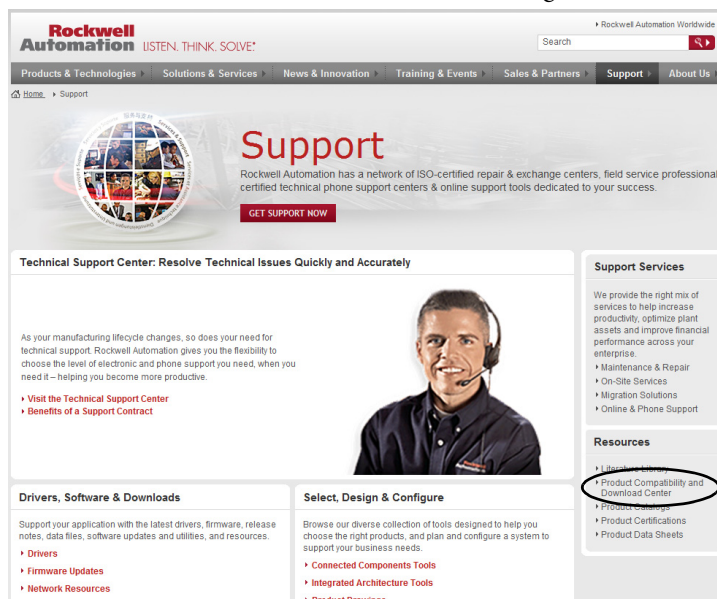 Rockwell Automation Worldwide
Rockwell
Automation LISTEN. THINK. SOLVE.®
Search
Products & Technologies Solutions & Services News & Innovation Training & Events Sales & Partners Support About Us
Home Support
Support
Rockwell Automation has a network of ISO-certified repair & exchange centers, field service professional
certified technical phone support centers & online support tools dedicated to your success.
GET SUPPORT NOW
Technical Support Center: Resolve Technical Issues Quickly and Accurately
As your manufacturing lifecycle changes, so does your need for
technical support. Rockwell Automation gives you the flexibility to
choose the level of electronic and phone support you need, when you
need it – helping you become more productive.
Visit the Technical Support Center
Benefits of a Support Contract
Support Services
We provide the right mix of
services to help increase
productivity, optimize plant
assets and improve financial
performance across your
enterprise.
Maintenance & Repair
On-Site Services
Migration Solutions
Online & Phone Support
Resources
Literature Library
Product Compatibility and
Download Center
Product Catalogs
Product Certifications
Product Data Sheets
Drivers, Software & Downloads
Support your application with the latest drivers, firmware, release
notes, data files, software updates and utilities, and resources.
Drivers
Firmware Updates
Network Resources
Select, Design & Configure
Browse our diverse collection of tools designed to help you
choose the right products, and plan and configure a system to
support your business needs.
Connected Components Tools
Integrated Architecture Tools
Product Drawings